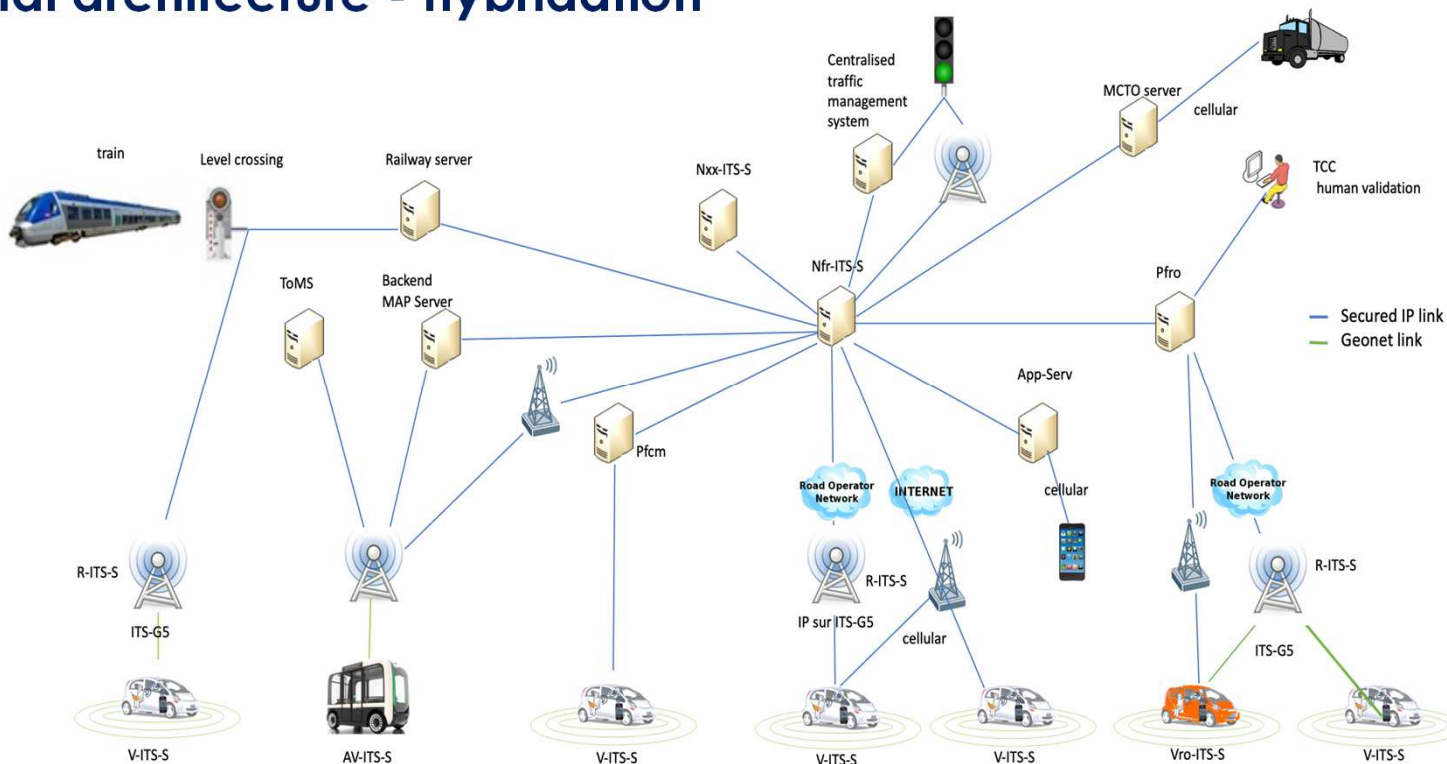 architecture - hybridation
Centralised
traffic
management
system
MCTO server
cellular
train
Level crossing
Railway server
Nxx-ITS-S
TCC
human validation
Nfr-ITS-S
Pfro
ToMS
Backend
MAP Server
Secured IP link
Geonet link
App-Serv
Pfcm
Road Operator
Network
INTERNET
cellular
Road Operator
Network
R-ITS-S
R-ITS-S
R-ITS-S
IP sur ITS-G5
cellular
ITS-G5
ITS-G5
V-ITS-S
AV-ITS-S
V-ITS-S
V-ITS-S
V-ITS-S
Vro-ITS-S
V-ITS-S